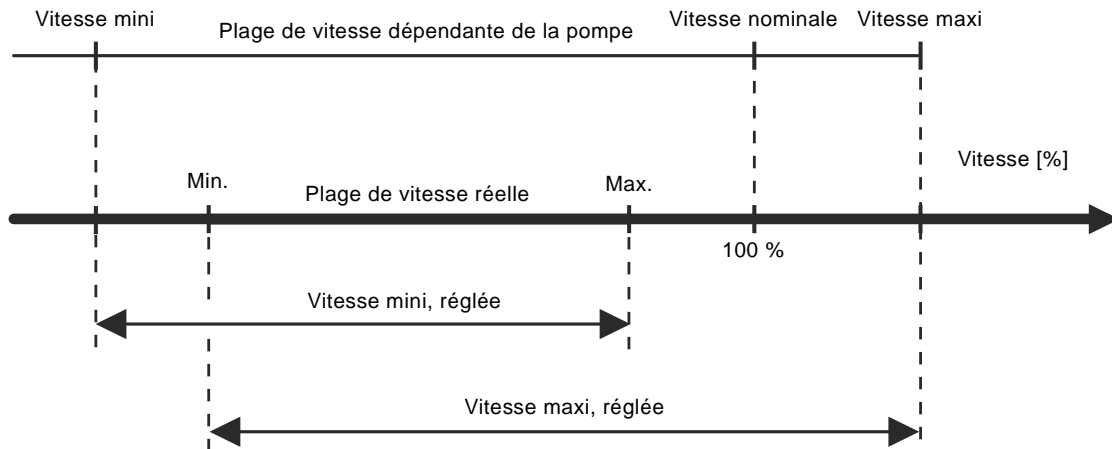 Vitesse mini
Plage de vitesse dépendante de la pompe
Vitesse nominale
Vitesse maxi
Vitesse [%]
Min.
Plage de vitesse réelle
Max.
100 %
Vitesse mini, réglée
Vitesse maxi, réglée